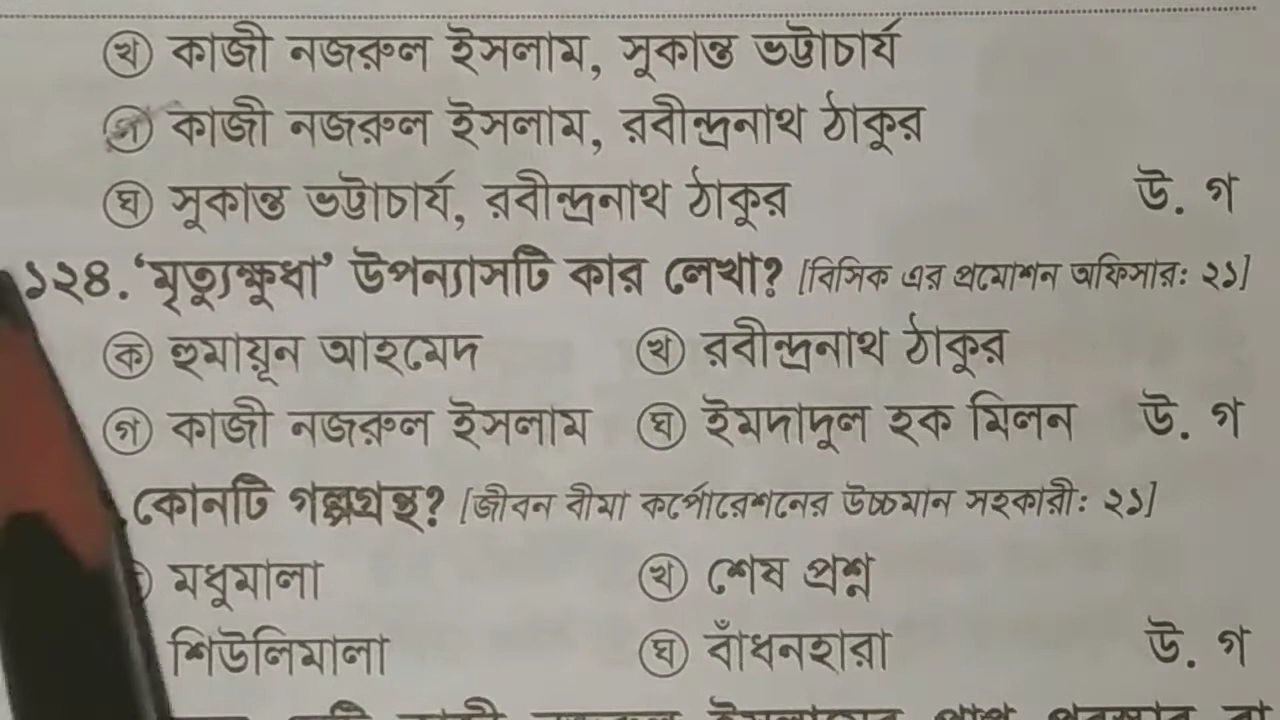 খ কাজী নজরুল ইসলাম, সুকান্ত ভট্টাচার্য
গ কাজী নজরুল ইসলাম, রবীন্দ্রনাথ ঠাকুর
ঘ সুকান্ত ভট্টাচার্য, রবীন্দ্রনাথ ঠাকুর উ. গ
১২৪. ‘মৃত্যুক্ষুধা’ উপন্যাসটি কার লেখা? [বিসিক এর প্রমোশন অফিসার: ২১]
ক হুমায়ূন আহমেদ খ রবীন্দ্রনাথ ঠাকুর
গ কাজী নজরুল ইসলাম ঘ ইমদাদুল হক মিলন উ. গ
কোনটি গল্পগ্রন্থ? [জীবন বীমা কর্পোরেশনের উচ্চমান সহকারী: ২১]
মধুমালা খ শেষ প্রশ্ন
শিউলিমালা ঘ বাঁধনহারা উ. গ